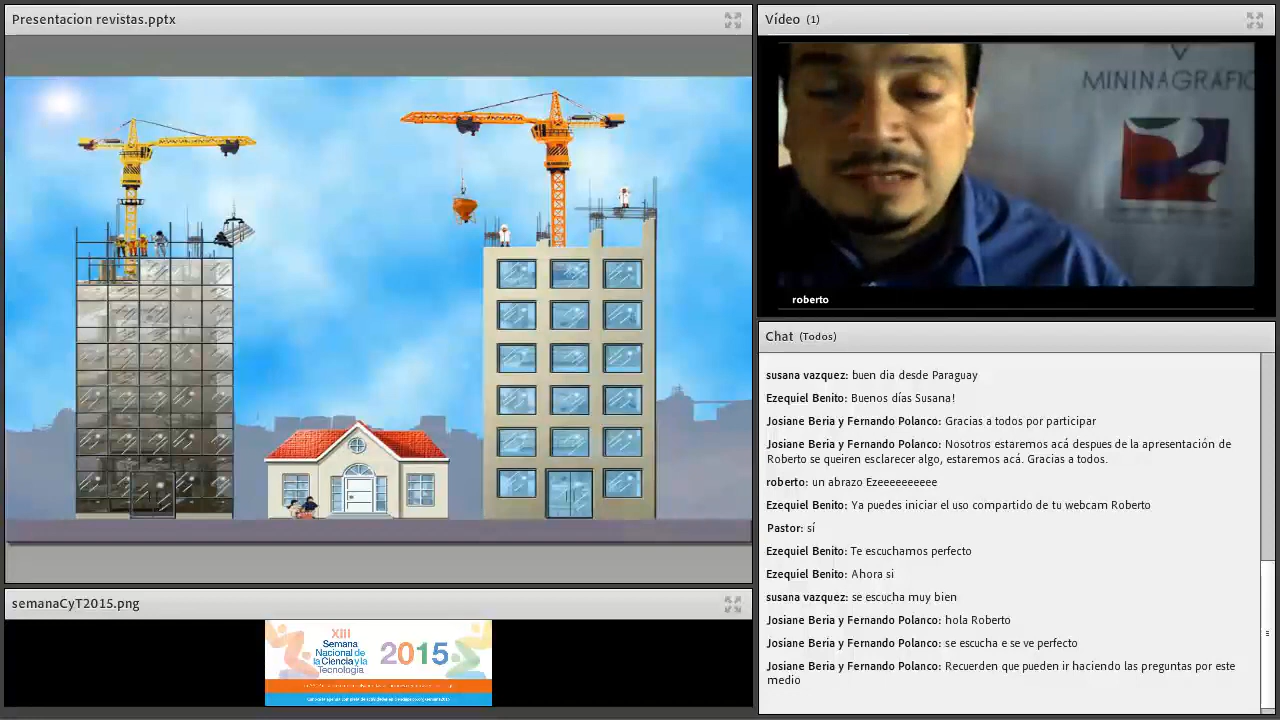 Presentacion revistas.pptx
Vídeo (1)
MININAGRÁFIC
roberto
Chat (Todos)
susana vazquez: buen dia desde Paraguay
Ezequiel Benito: Buenos días Susana!
Josiane Beria y Fernando Polanco: Gracias a todos por participar
Josiane Beria y Fernando Polanco: Nosotros estaremos acá despues de la apresentación de
Roberto se queiren esclarecer algo, estaremos acá. Gracias a todos.
roberto: un abrazo Ezeeeeeeeeee
Ezequiel Benito: Ya puedes iniciar el uso compartido de tu webcam Roberto
Pastor: sí
Ezequiel Benito: Te escuchamos perfecto
Ezequiel Benito: Ahora si
susana vazquez: se escucha muy bien
Josiane Beria y Fernando Polanco: hola Roberto
Josiane Beria y Fernando Polanco: se escucha e se ve perfecto
Josiane Beria y Fernando Polanco: Recuerden que pueden ir haciendo las preguntas por este
medio
semanaCyT2015.png
XIII
Semana
Nacional de
la Ciencia y la
Tecnología
2015